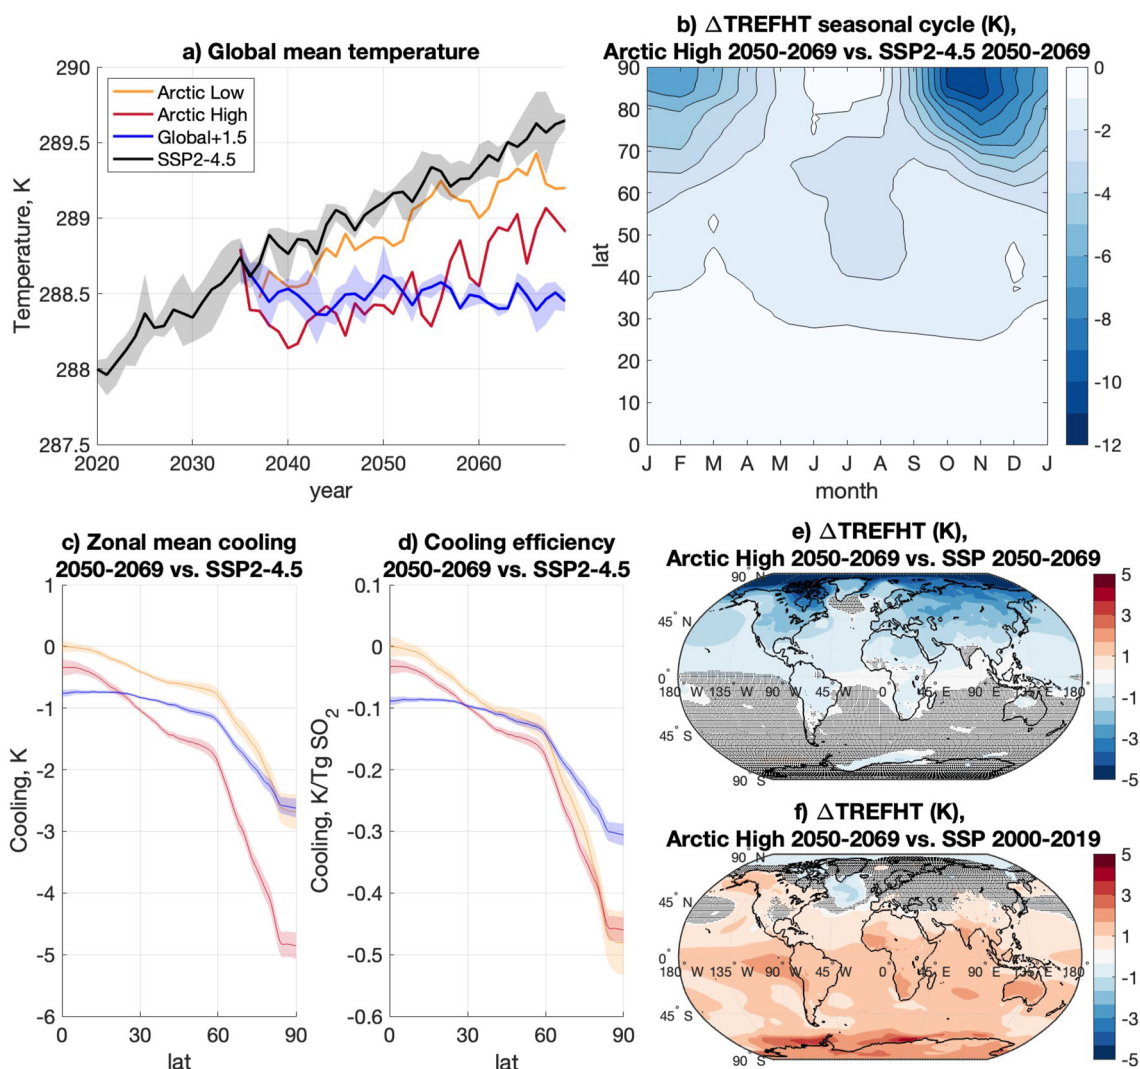 a) Global mean temperature
290
289.5
289
288.5
288
287.5
Temperature, K
Arctic Low
Arctic High
Global+1.5
SSP2-4.5
2020 2030 2040 2050 2060
year
b) △TREFHT seasonal cycle (K),
Arctic High 2050-2069 vs. SSP2-4.5 2050-2069
90
80
70
60
50
40
30
20
10
0
lat
J F M A M J J A S O N D J
month
0
-2
-4
-6
-8
-10
-12
c) Zonal mean cooling
2050-2069 vs. SSP2-4.5
1
0
-1
-2
-3
-4
-5
-6
Cooling, K
0 30 60 90
lat
d) Cooling efficiency
2050-2069 vs. SSP2-4.5
0.1
0
-0.1
-0.2
-0.3
-0.4
-0.5
-0.6
Cooling, K/Tg SO2
0 30 60 90
lat
e) △TREFHT (K),
Arctic High 2050-2069 vs. SSP 2050-2069
90° N
45° N
0°
180° W 135° W 90° W 45° W 0° 45° E 90° E 135° E 180°
45° S
90° S
5
3
1
-1
-3
-5
f) △TREFHT (K),
Arctic High 2050-2069 vs. SSP 2000-2019
90° N
45° N
0°
180° W 135° W 90° W 45° W 0° 45° E 90° E 135° E 180°
45° S
90° S
5
3
1
-1
-3
-5